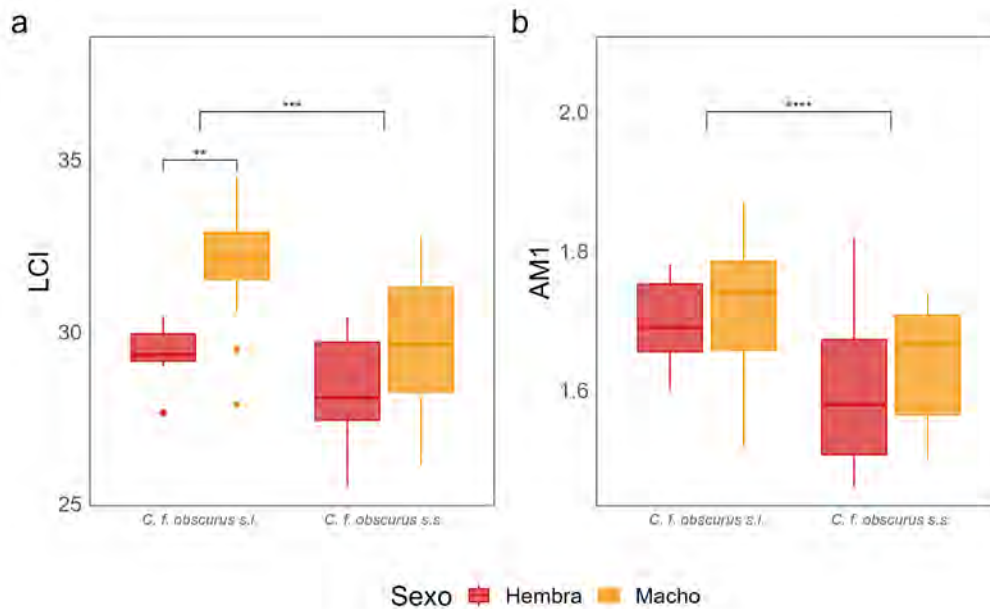 a
b
***
****
**
LCI
35
30
25
AM1
2.0
1.8
1.6
C. f. obscurus s.l.
C. f. obscurus s.s.
C. f. obscurus s.l.
C. f. obscurus s.s.
Sexo Hembra Macho